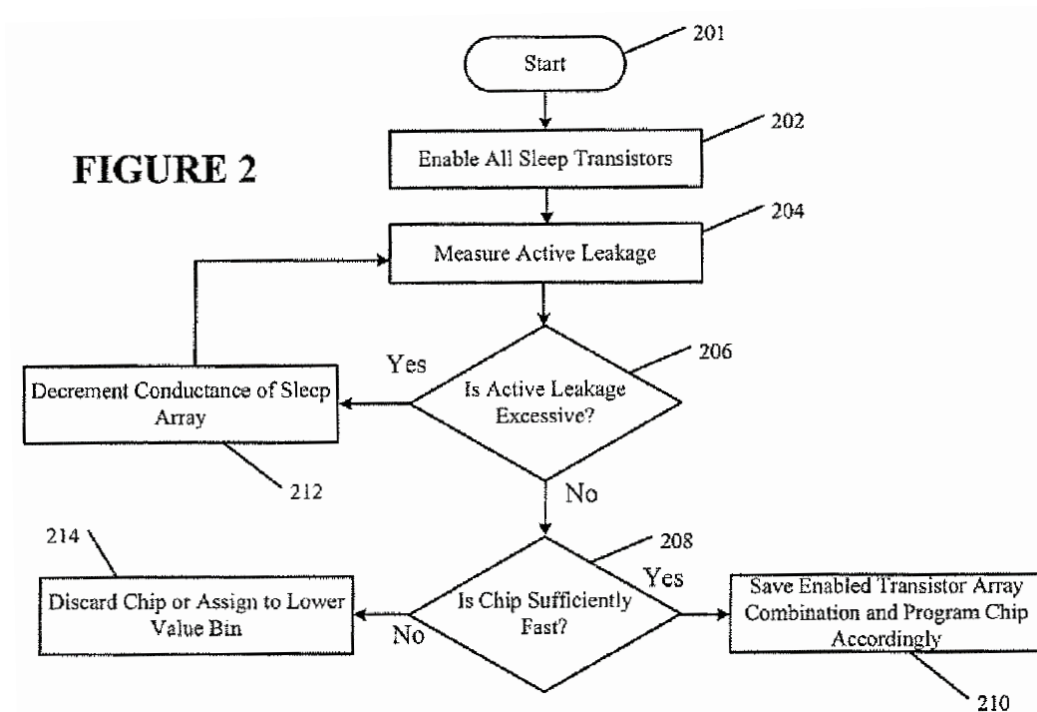 201
Start
202
FIGURE 2
Enable All Sleep Transistors
204
Measure Active Leakage
206
Yes
Decrement Conductance of Sleep
Array
Is Active Leakage
Excessive?
212
No
214
208
Yes
Discard Chip or Assign to Lower
Value Bin
No
Is Chip Sufficiently
Fast?
Save Enabled Transistor Array
Combination and Program Chip
Accordingly
210